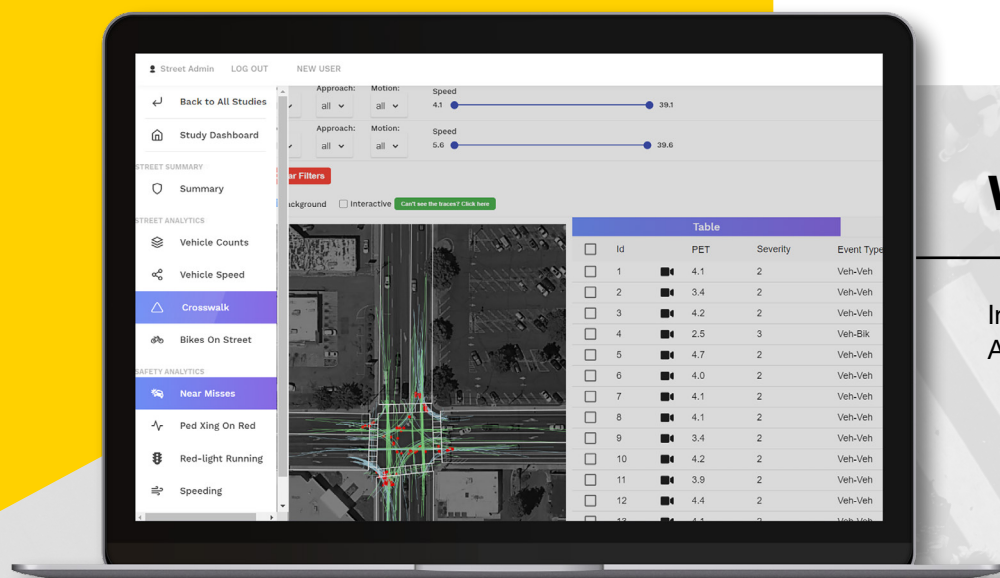 Street Admin LOG OUT NEW USER
Back to All Studies
Study Dashboard
STREET SUMMARY
Summary
STREET ANALYTICS
Vehicle Counts
Vehicle Speed
Crosswalk
Bikes On Street
SAFETY ANALYTICS
Near Misses
Ped Xing On Red
Red-light Running
Speeding
Approach: Motion: Speed
all all 4.1 39.1
Approach: Motion: Speed
all all 5.6 39.6
ar Filters
ckground Interactive Can't see the traces? Click here
Table
Id PET Severity Event Type
1 4.1 2 Veh-Veh
2 3.4 2 Veh-Veh
3 4.2 2 Veh-Veh
4 2.5 3 Veh-Bik
5 4.7 2 Veh-Veh
6 4.0 2 Veh-Veh
7 4.1 2 Veh-Veh
8 4.1 2 Veh-Veh
9 3.4 2 Veh-Veh
10 4.2 2 Veh-Veh
11 3.9 2 Veh-Veh
12 4.4 2 Veh-Veh